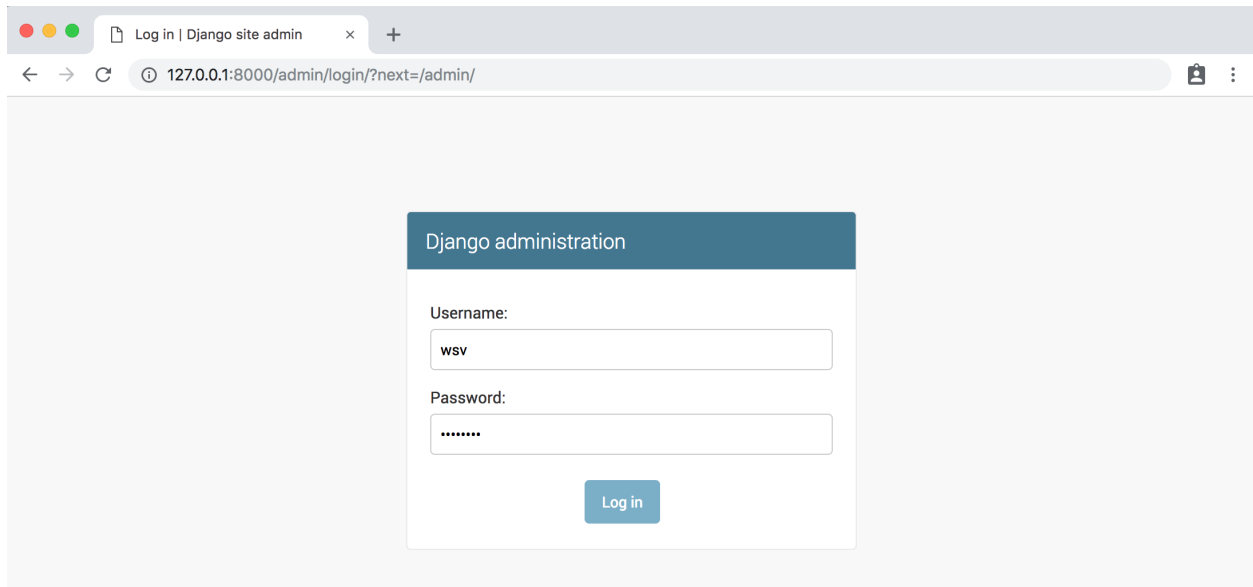 Log in | Django site admin
127.0.0.1:8000/admin/login/?next=/admin/
Django administration
Username:
wsv
Password:
••••••••
Log in